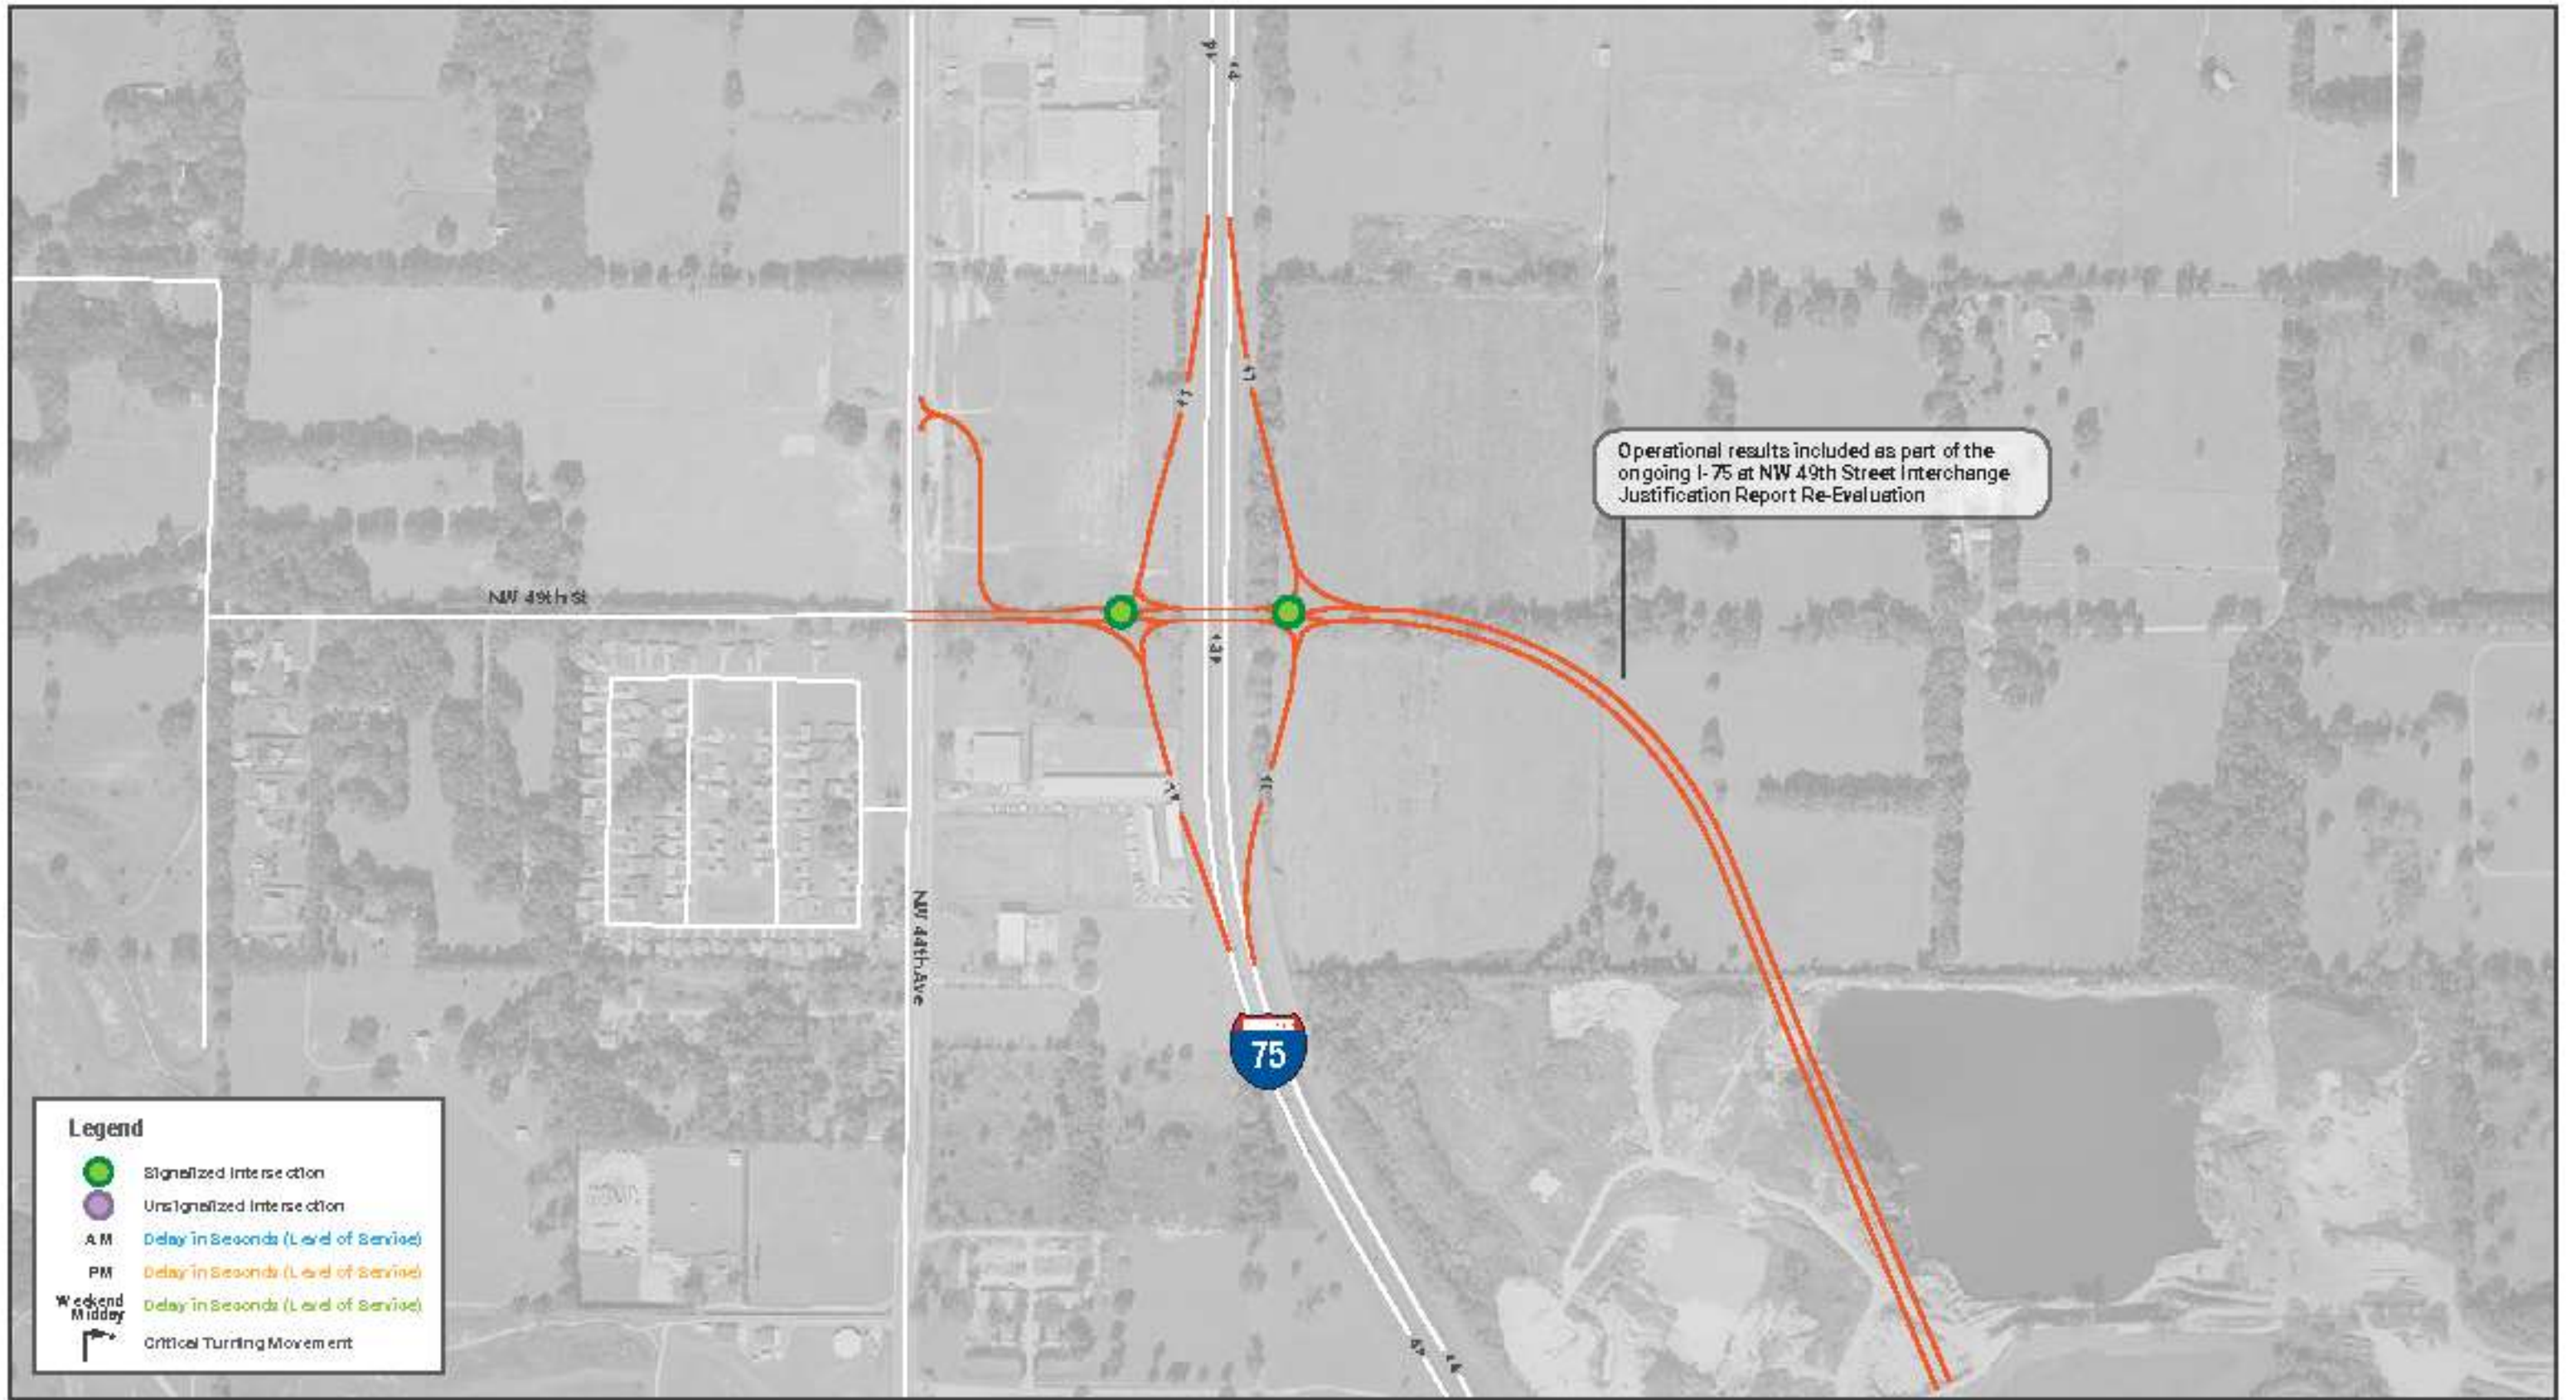 Operational results included as part of the
ongoing I-75 at NW 49th Street Interchange
Justification Report Re-Evaluation
NW 49th St
NW 44th Ave
75
Legend
Signalized Intersection
Unsignalized Intersection
AM Delay in Seconds (Level of Service)
PM Delay in Seconds (Level of Service)
Weekend
Midday Delay in Seconds (Level of Service)
Critical Turning Movement